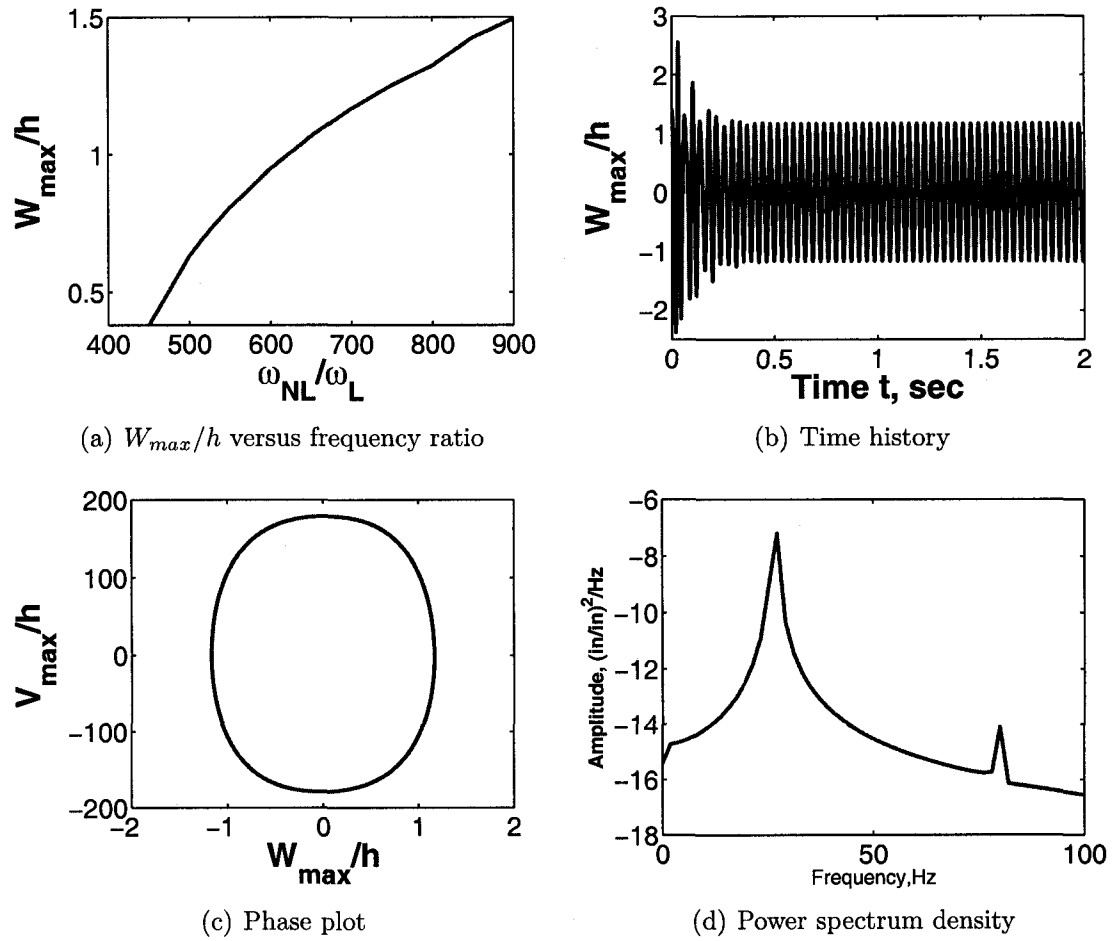 1.5
1
0.5
W_max/h
400 500 600 700 800 900
ω_NL/ω_L
(a) W_max/h versus frequency ratio
3
2
1
0
−1
−2
W_max/h
0 0.5 1 1.5 2
Time t, sec
(b) Time history
200
100
0
−100
−200
V_max/h
−2 −1 0 1 2
W_max/h
(c) Phase plot
−6
−8
−10
−12
−14
−16
−18
Amplitude, (in/in)²/Hz
0 50 100
Frequency,Hz
(d) Power spectrum density